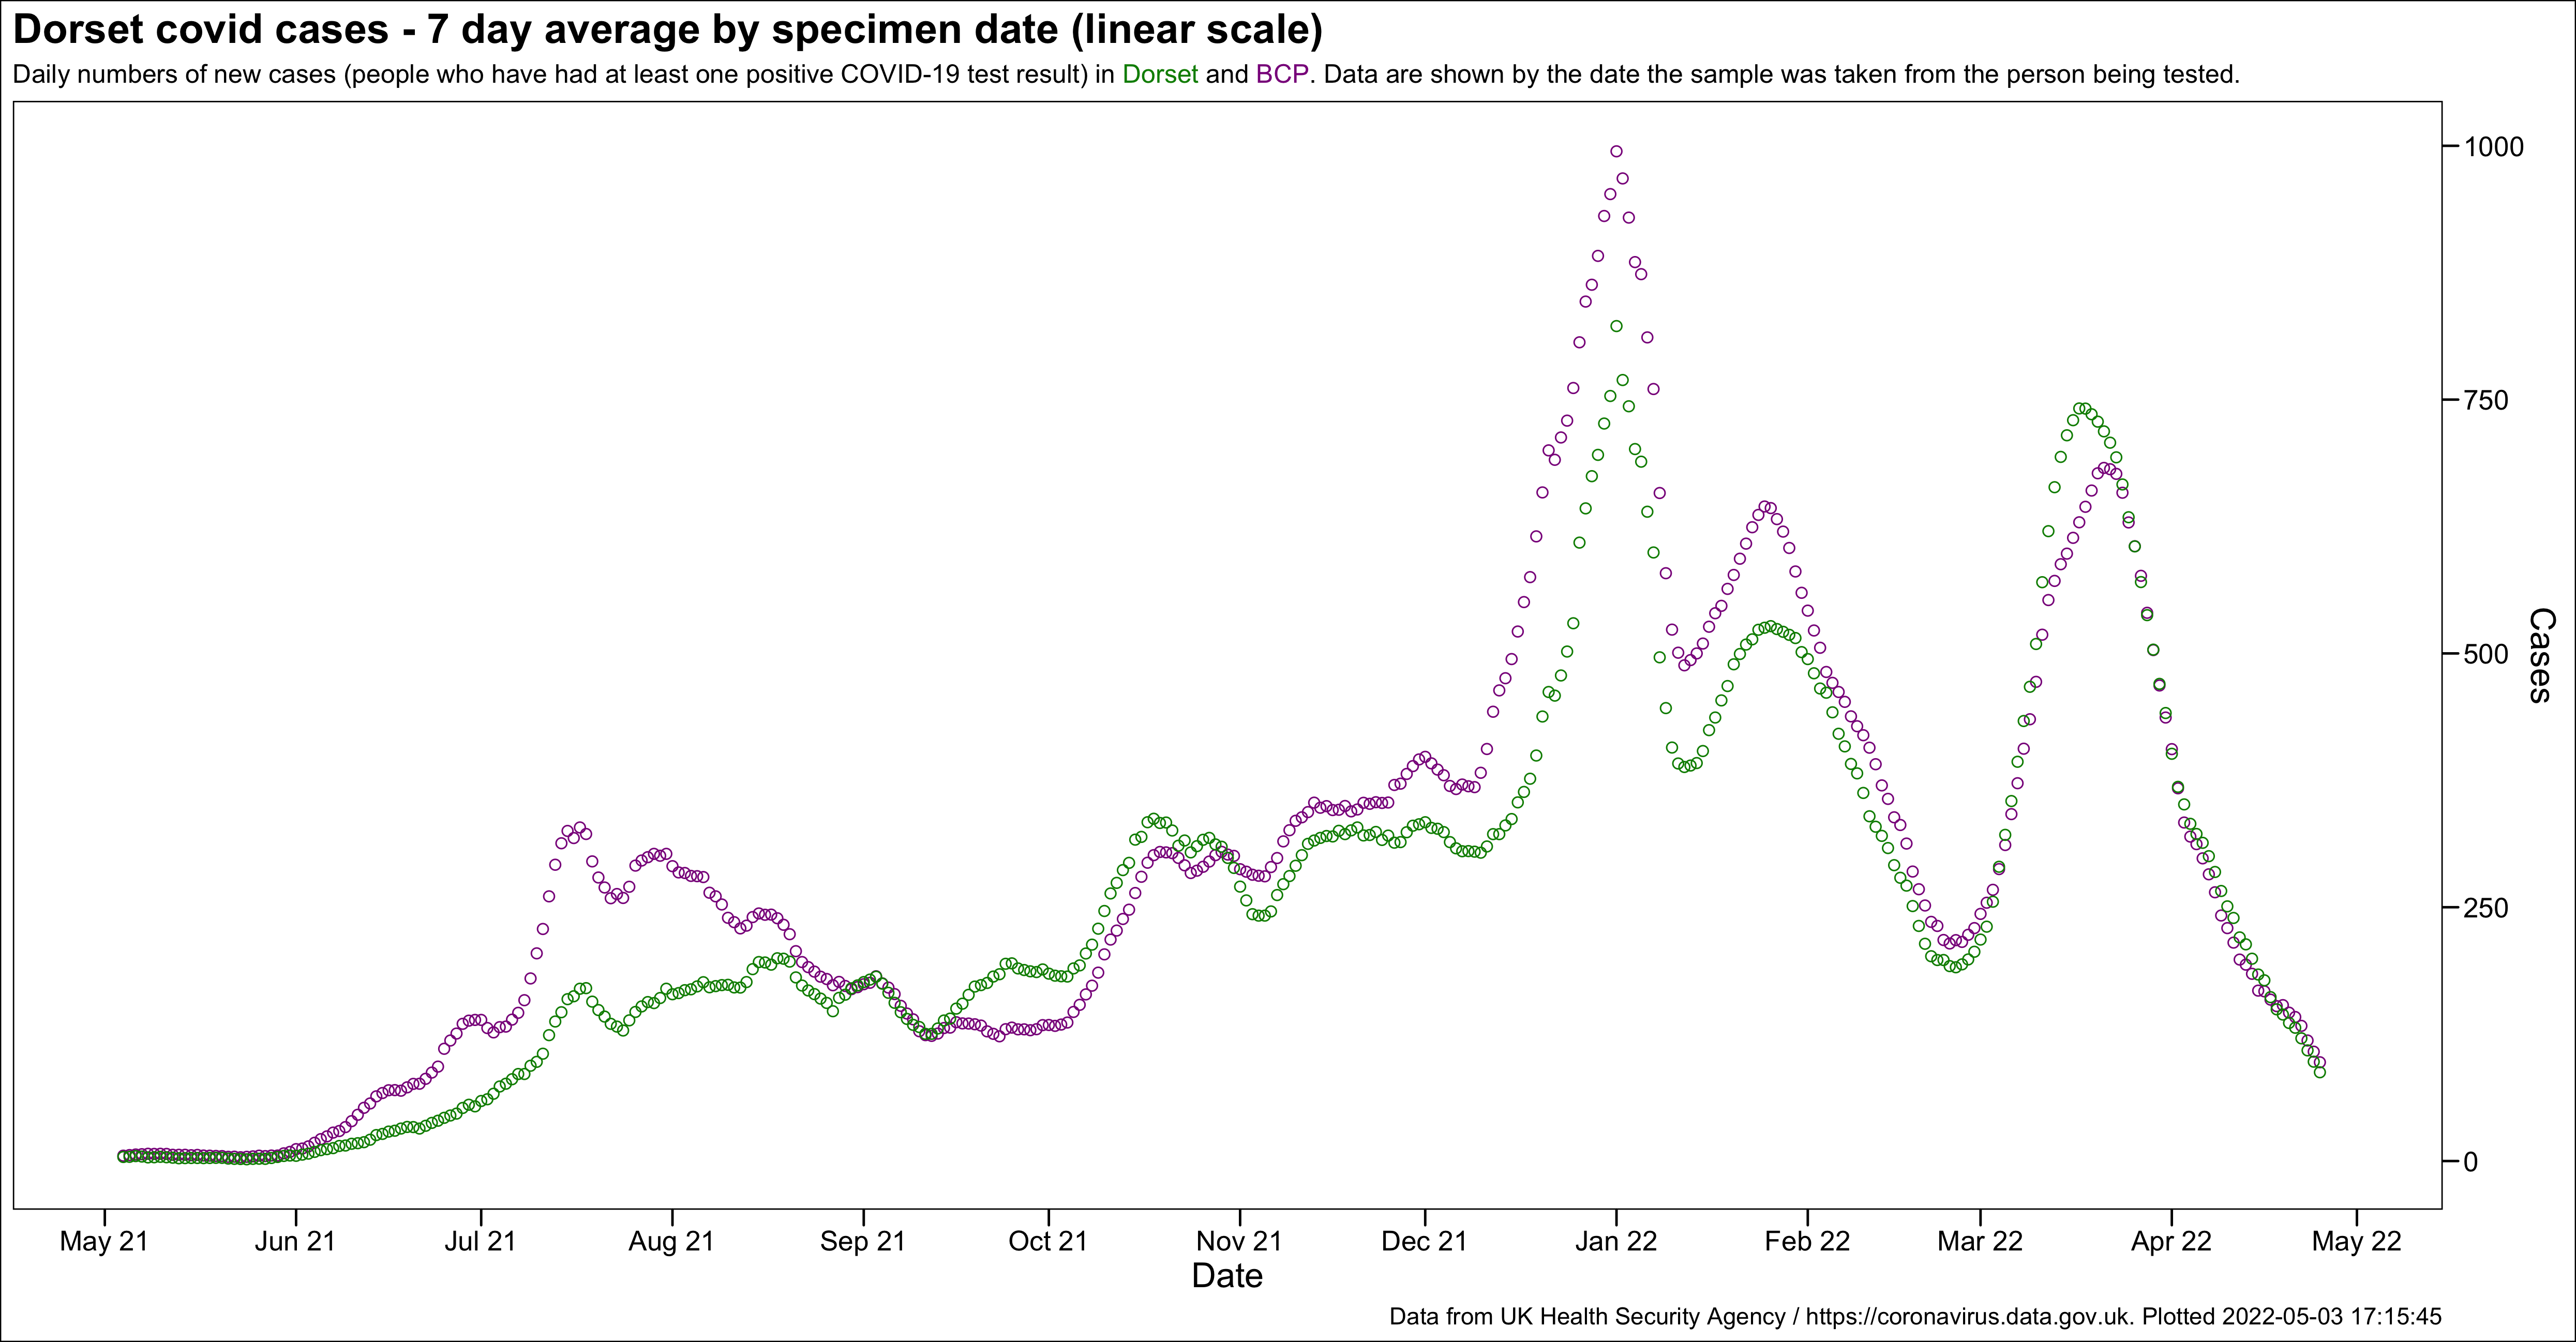 Dorset covid cases - 7 day average by specimen date (linear scale)
Daily numbers of new cases (people who have had at least one positive COVID-19 test result) in Dorset and BCP. Data are shown by the date the sample was taken from the person being tested.
1000
750
500
250
0
Cases
May 21 Jun 21 Jul 21 Aug 21 Sep 21 Oct 21 Nov 21 Dec 21 Jan 22 Feb 22 Mar 22 Apr 22 May 22
Date
Data from UK Health Security Agency / https://coronavirus.data.gov.uk. Plotted 2022-05-03 17:15:45